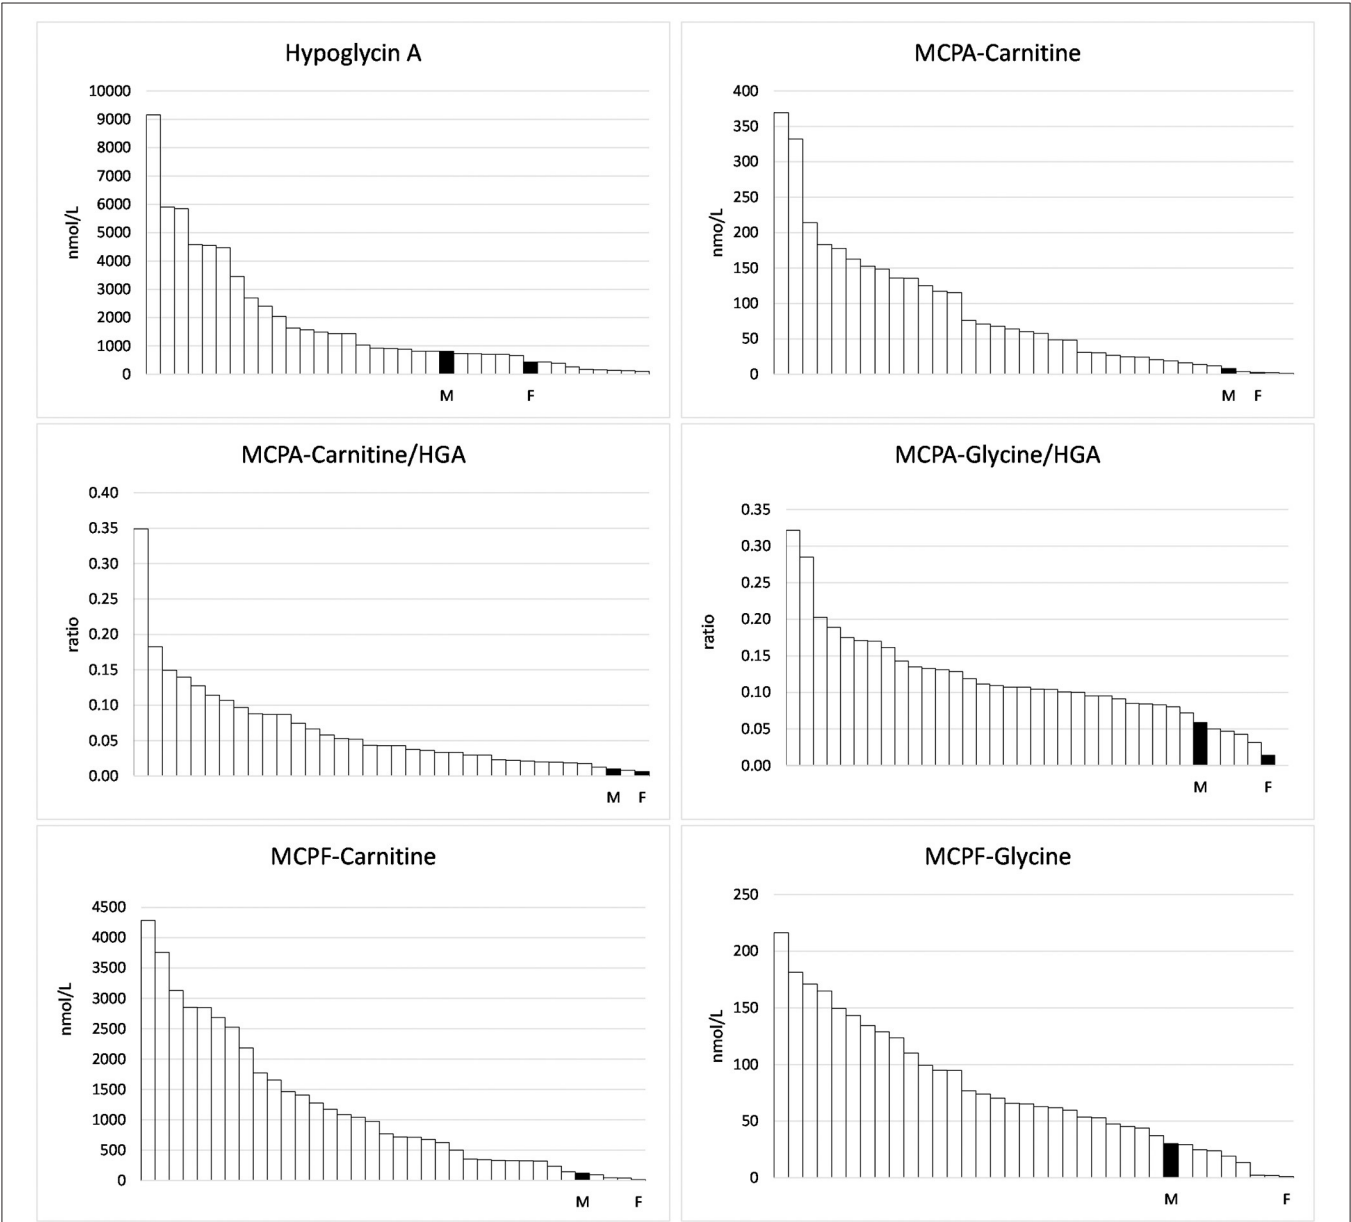 Hypoglycin A
10000
9000
8000
7000
6000
5000
4000
3000
2000
1000
0
nmol/L
M F
MCPA-Carnitine
400
350
300
250
200
150
100
50
0
nmo/L
M F
MCPA-Carnitine/HGA
0.40
0.35
0.30
0.25
0.20
0.15
0.10
0.05
0.00
ratio
M F
MCPA-Glycine/HGA
0.35
0.30
0.25
0.20
0.15
0.10
0.05
0.00
ratio
M F
MCPF-Carnitine
4500
4000
3500
3000
2500
2000
1500
1000
500
0
nmol/L
M F
MCPF-Glycine
250
200
150
100
50
0
nmol/L
M F